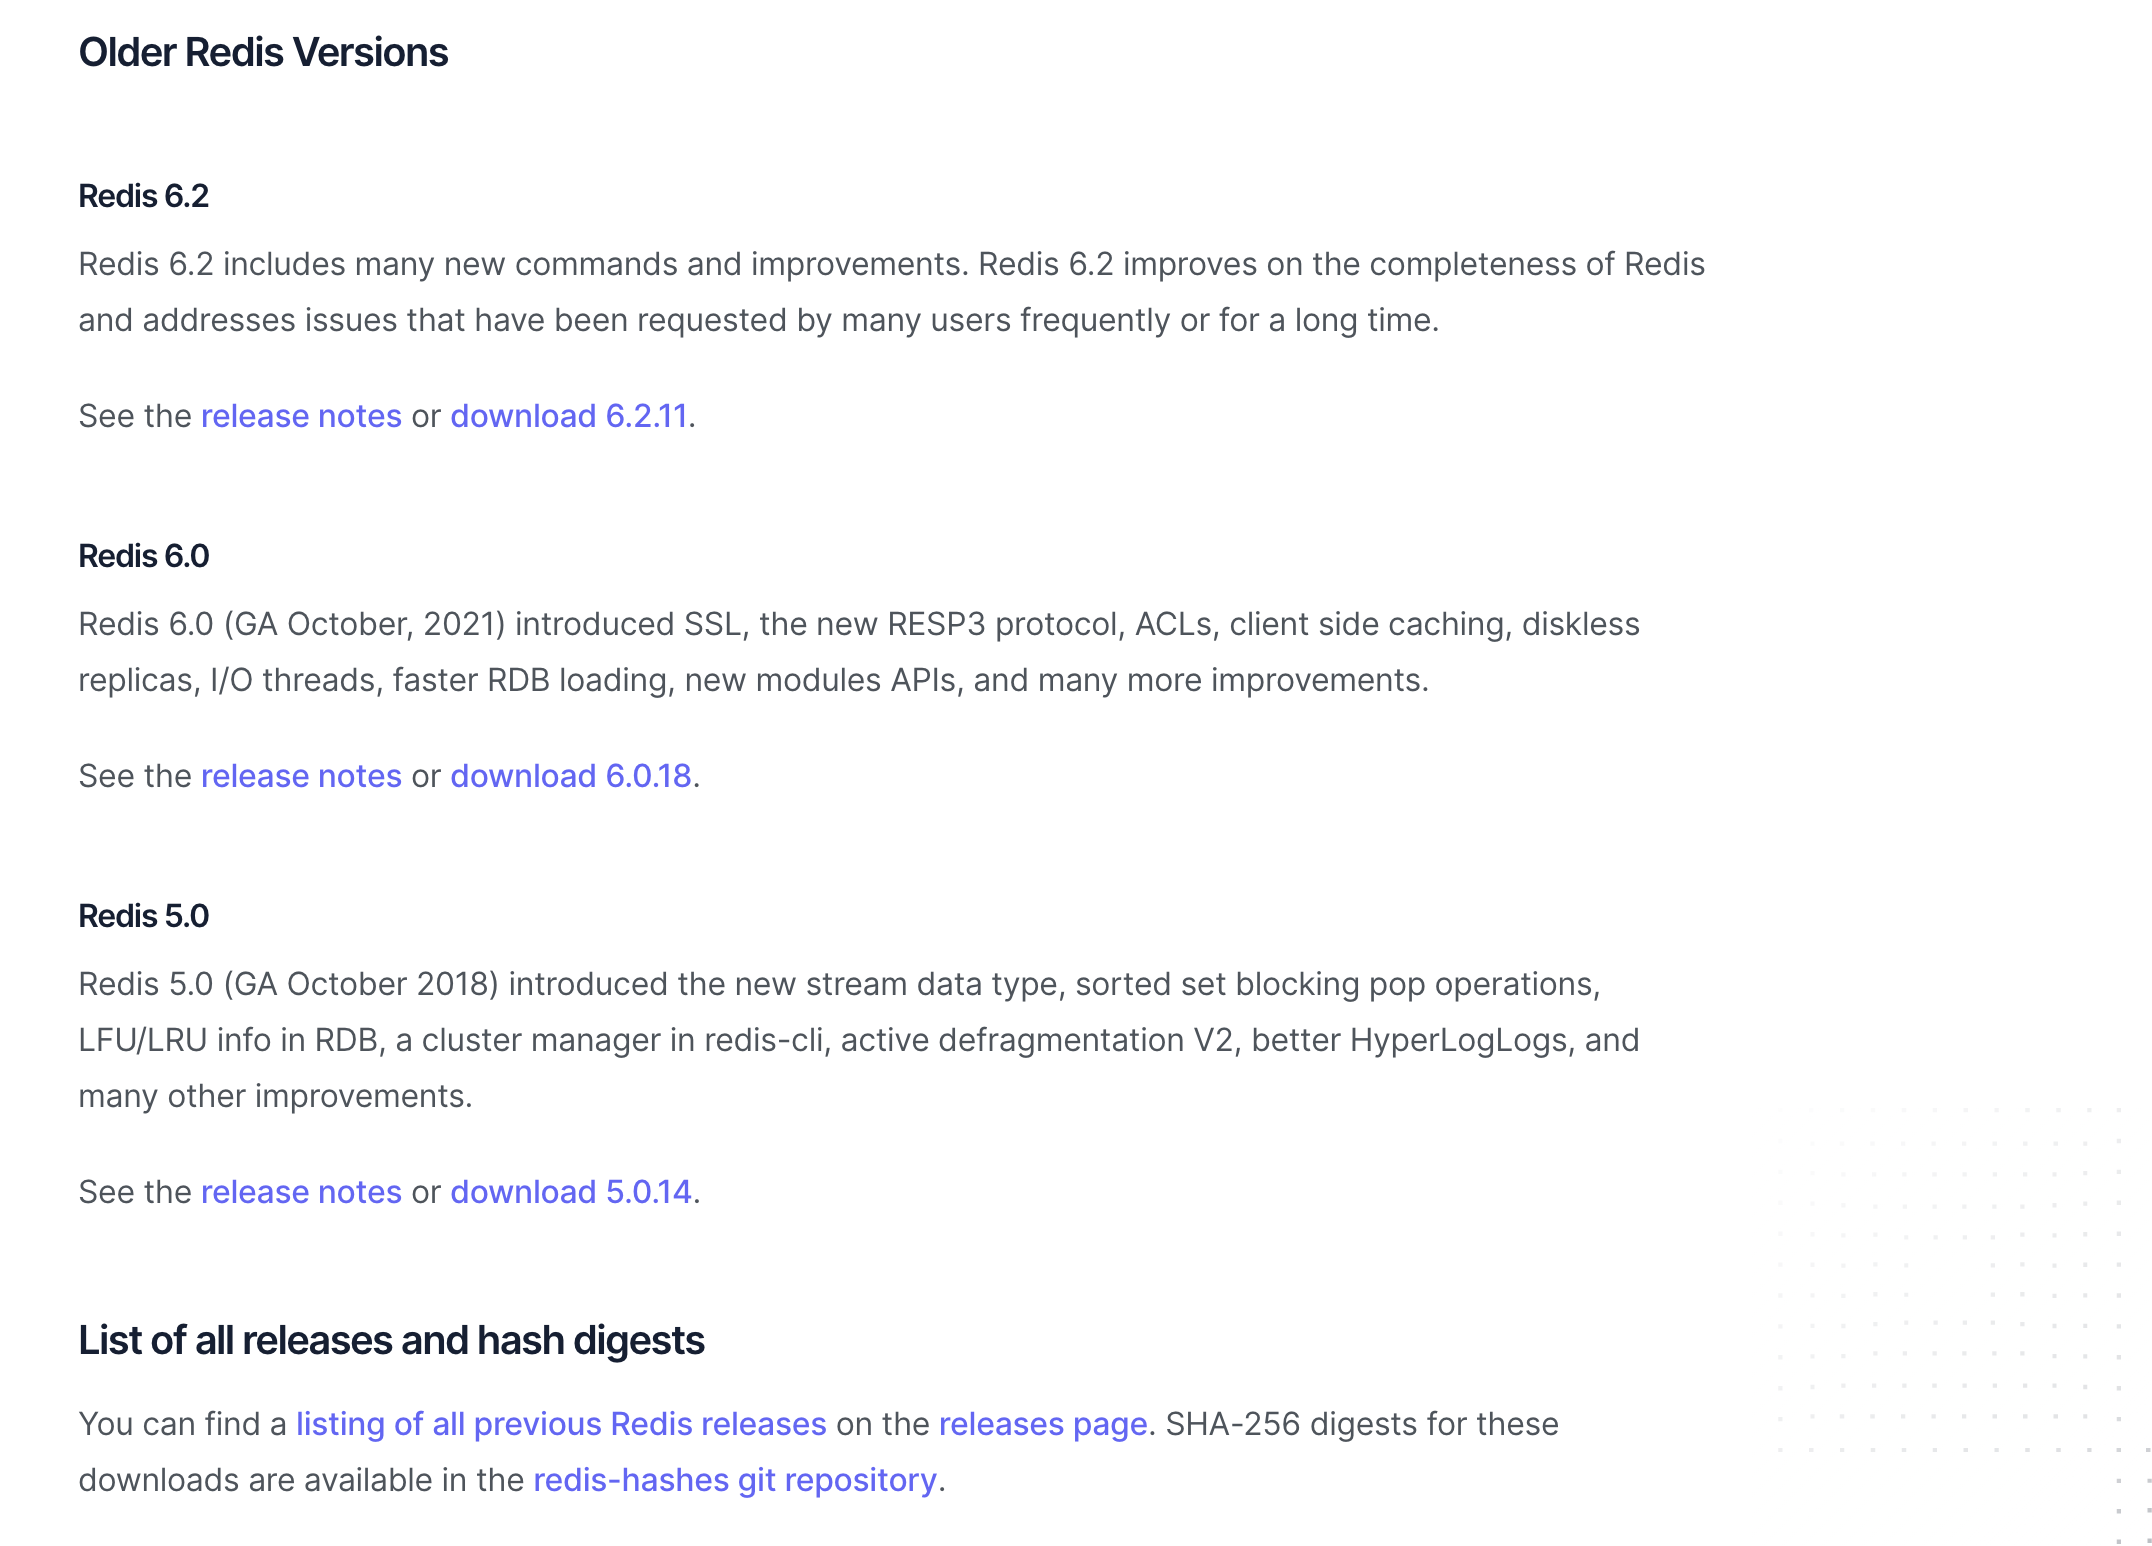 Older Redis Versions
Redis 6.2
Redis 6.2 includes many new commands and improvements. Redis 6.2 improves on the completeness of Redis
and addresses issues that have been requested by many users frequently or for a long time.
See the release notes or download 6.2.11.
Redis 6.0
Redis 6.0 (GA October, 2021) introduced SSL, the new RESP3 protocol, ACLs, client side caching, diskless
replicas, I/O threads, faster RDB loading, new modules APIs, and many more improvements.
See the release notes or download 6.0.18.
Redis 5.0
Redis 5.0 (GA October 2018) introduced the new stream data type, sorted set blocking pop operations,
LFU/LRU info in RDB, a cluster manager in redis-cli, active defragmentation V2, better HyperLogLogs, and
many other improvements.
See the release notes or download 5.0.14.
List of all releases and hash digests
You can find a listing of all previous Redis releases on the releases page. SHA-256 digests for these
downloads are available in the redis-hashes git repository.